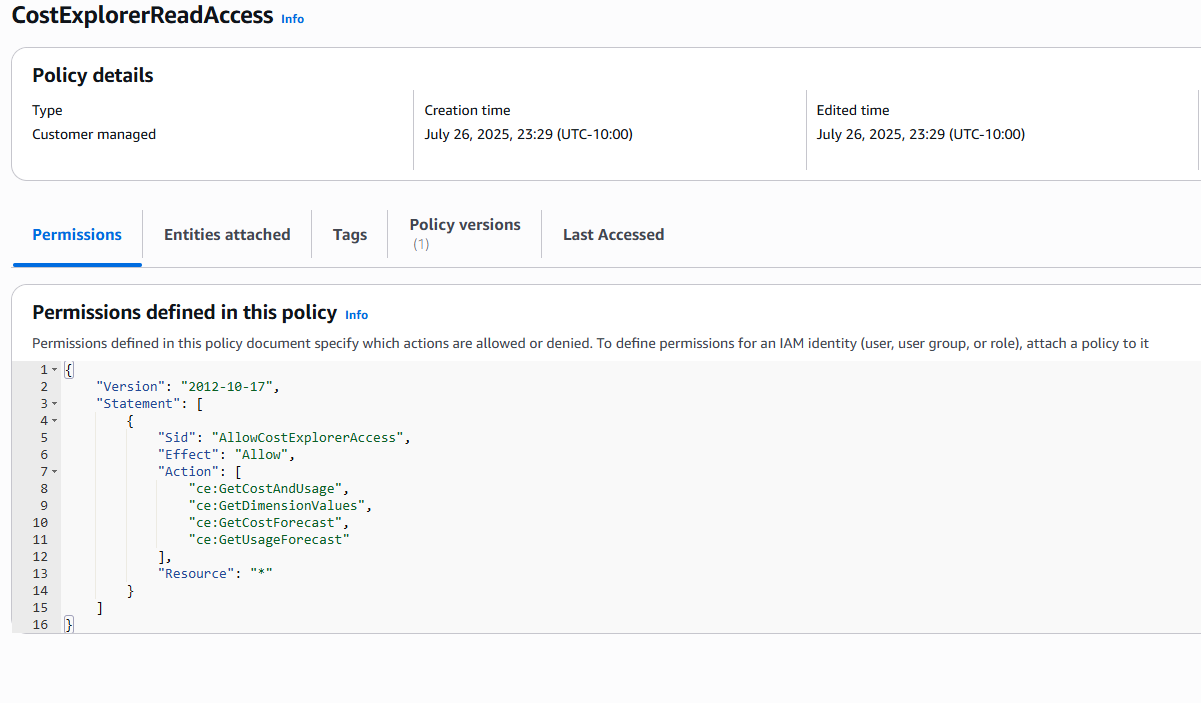 CostExplorerReadAccess Info
Policy details
Type
Customer managed
Creation time
July 26, 2025, 23:29 (UTC-10:00)
Edited time
July 26, 2025, 23:29 (UTC-10:00)
Permissions
Entities attached
Tags
Policy versions
(1)
Last Accessed
Permissions defined in this policy Info
Permissions defined in this policy document specify which actions are allowed or denied. To define permissions for an IAM identity (user, user group, or role), attach a policy to it
1 {
2     "Version": "2012-10-17",
3     "Statement": [
4         {
5             "Sid": "AllowCostExplorerAccess",
6             "Effect": "Allow",
7             "Action": [
8                 "ce:GetCostAndUsage",
9                 "ce:GetDimensionValues",
10                 "ce:GetCostForecast",
11                 "ce:GetUsageForecast"
12             ],
13             "Resource": "*"
14         }
15     ]
16 }